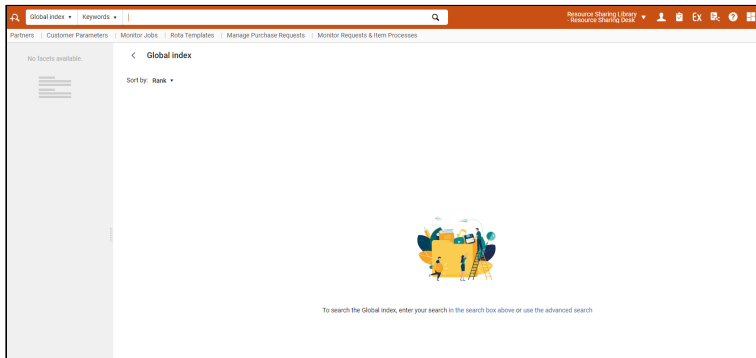 Global index Keywords
Resource Sharing Library
- Resource Sharing Desk
Ex
Partners | Customer Parameters | Monitor Jobs | Rota Templates | Manage Purchase Requests | Monitor Requests & Item Processes
No facets available.
Global index
Sort by: Rank
To search the Global index, enter your search in the search box above or use the advanced search